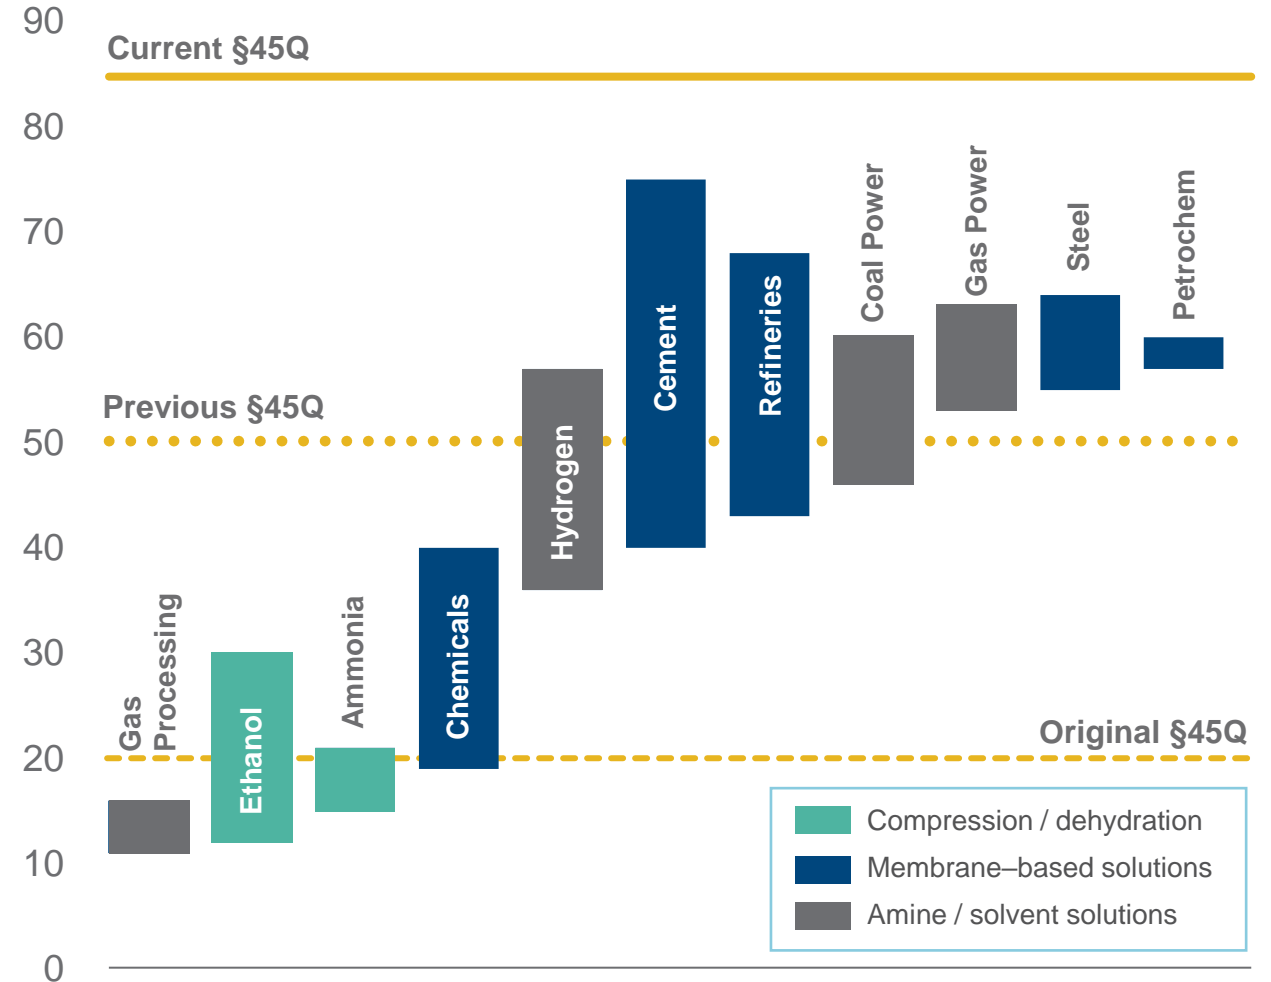 90
Current §45Q
80
70
60
50
40
30
20
10
0
Previous §45Q
Original §45Q
Gas
Processing
Ethanol
Ammonia
Chemicals
Hydrogen
Cement
Refineries
Coal Power
Gas Power
Steel
Petrochem
Compression / dehydration
Membrane–based solutions
Amine / solvent solutions